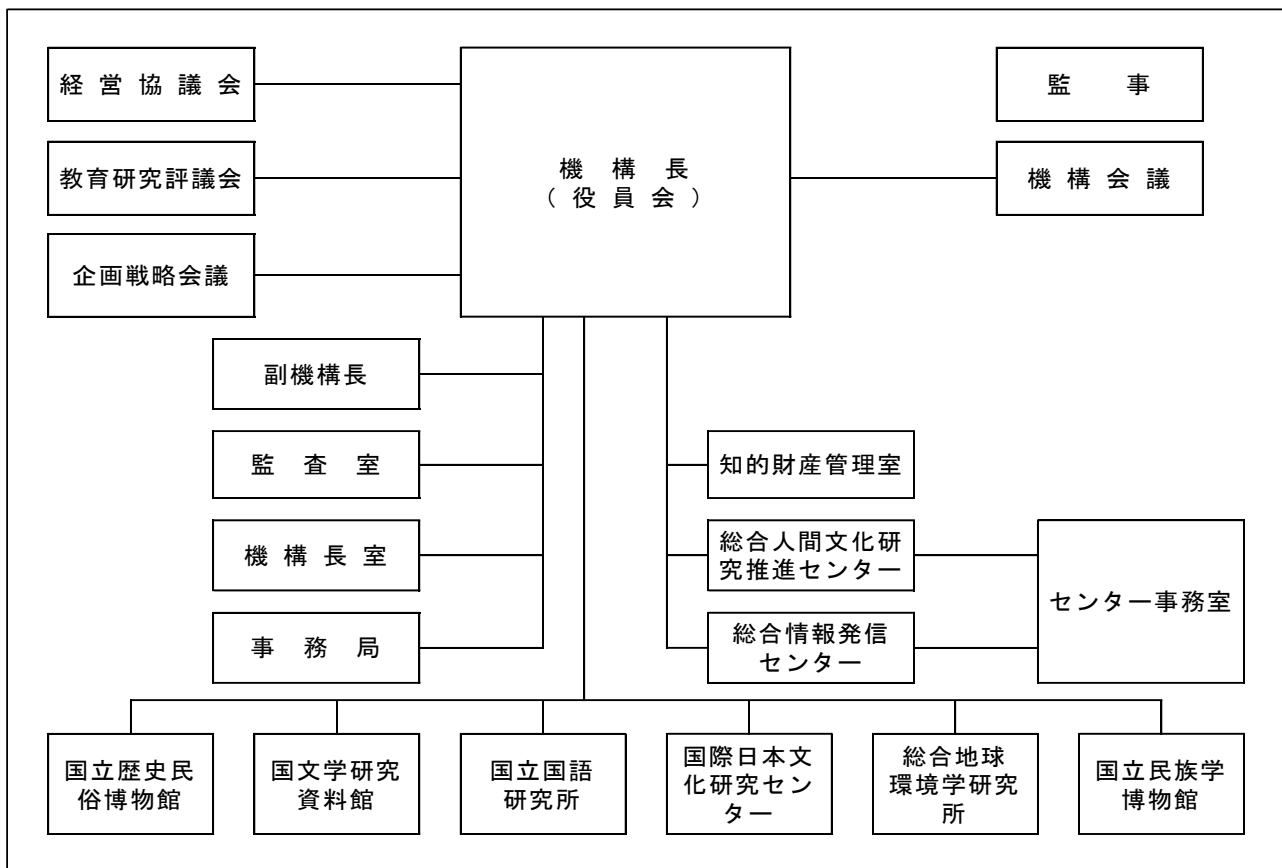 経営協議会
監事
機構長
(役員会)
教育研究評議会
機構会議
企画戦略会議
副機構長
監査室
知的財産管理室
機構長室
総合人間文化研
究推進センター
センター事務室
事務局
総合情報発信
センター
国立歴史民
俗博物館
国文学研究
資料館
国立国語
研究所
国際日本文
化研究セン
ター
総合地球
環境学研究
所
国立民族学
博物館